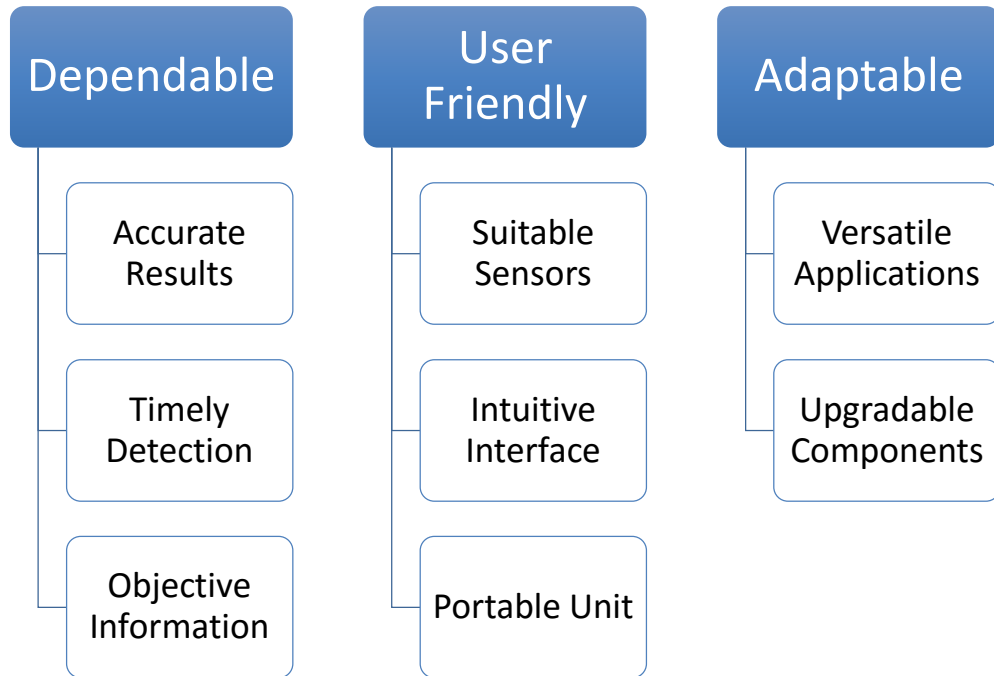 Dependable
Accurate
Results
Timely
Detection
Objective
Information
User
Friendly
Suitable
Sensors
Intuitive
Interface
Portable Unit
Adaptable
Versatile
Applications
Upgradable
Components